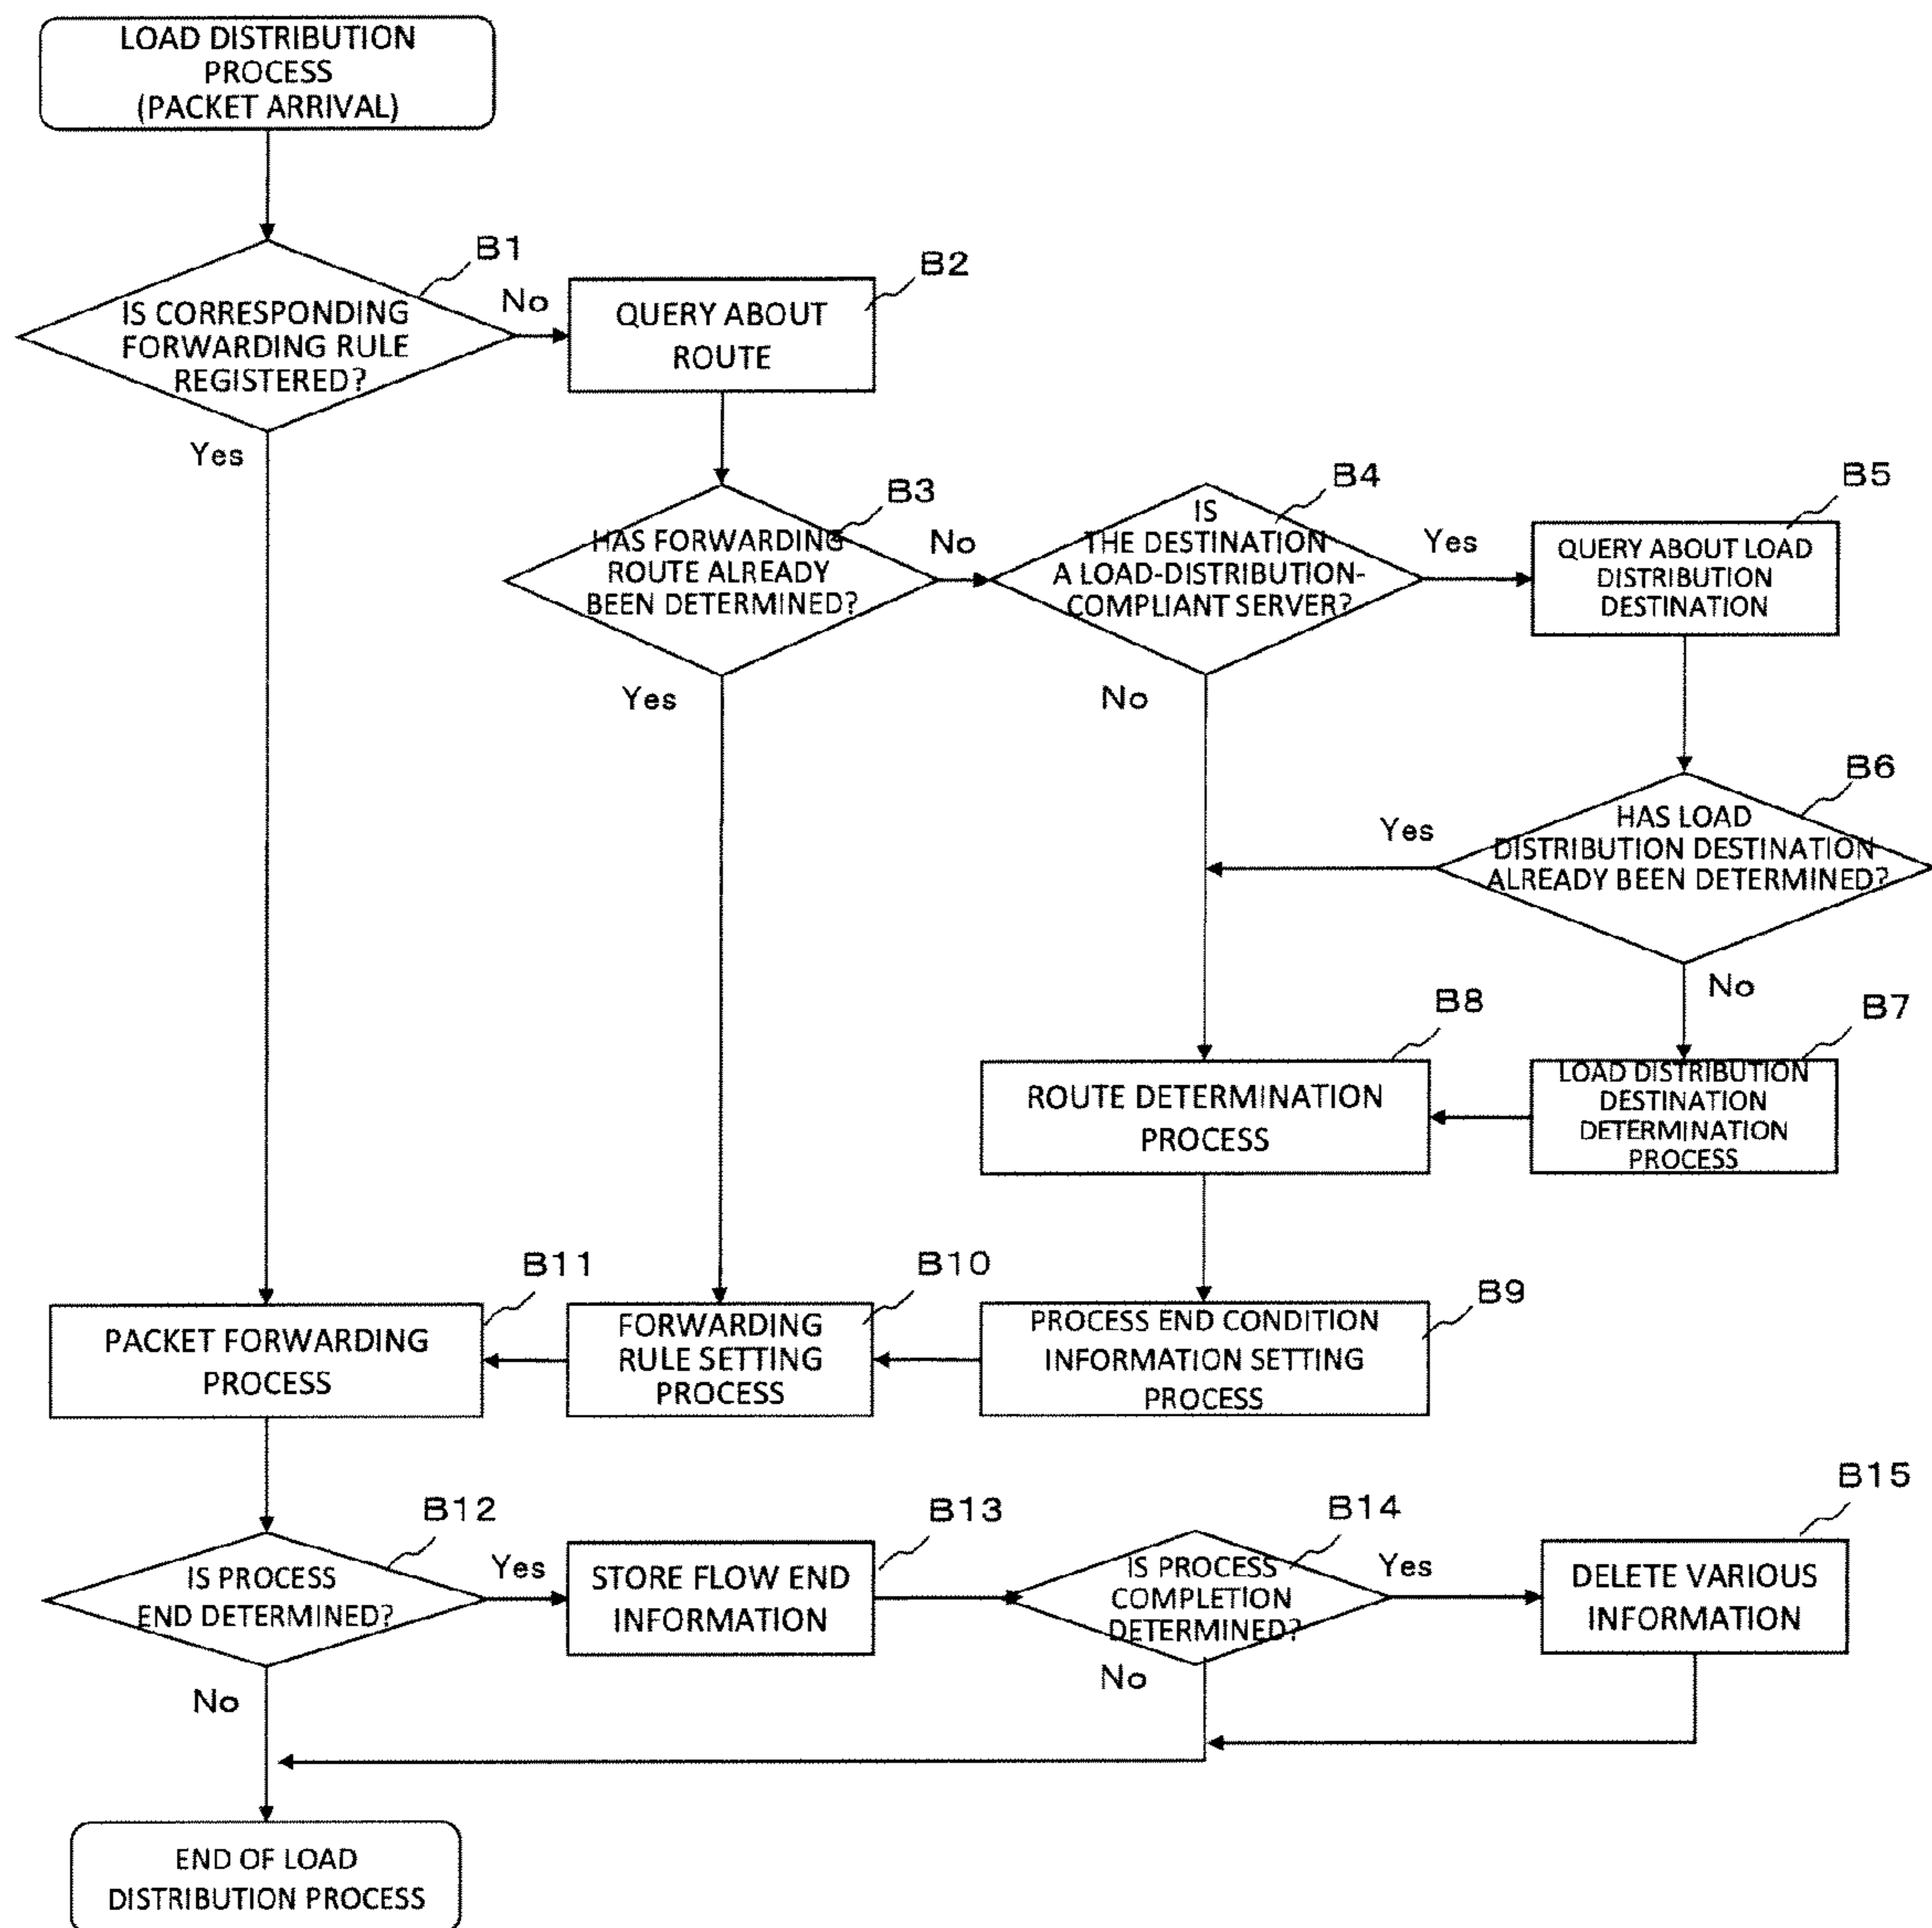 LOAD DISTRIBUTION
PROCESS
(PACKET ARRIVAL)
B1
IS CORRESPONDING
FORWARDING RULE
REGISTERED?
No
Yes
B2
QUERY ABOUT
ROUTE
B3
HAS FORWARDING
ROUTE ALREADY
BEEN DETERMINED?
No
Yes
B4
IS
THE DESTINATION
A LOAD-DISTRIBUTION-
COMPLIANT SERVER?
Yes
No
B5
QUERY ABOUT LOAD
DISTRIBUTION
DESTINATION
B6
HAS LOAD
DISTRIBUTION DESTINATION
ALREADY BEEN DETERMINED?
Yes
No
B7
LOAD DISTRIBUTION
DESTINATION
DETERMINATION
PROCESS
B8
ROUTE DETERMINATION
PROCESS
B9
PROCESS END CONDITION
INFORMATION SETTING
PROCESS
B10
FORWARDING
RULE SETTING
PROCESS
B11
PACKET FORWARDING
PROCESS
B12
IS PROCESS
END DETERMINED?
Yes
No
B13
STORE FLOW END
INFORMATION
B14
IS PROCESS
COMPLETION
DETERMINED?
Yes
No
B15
DELETE VARIOUS
INFORMATION
END OF LOAD
DISTRIBUTION PROCESS